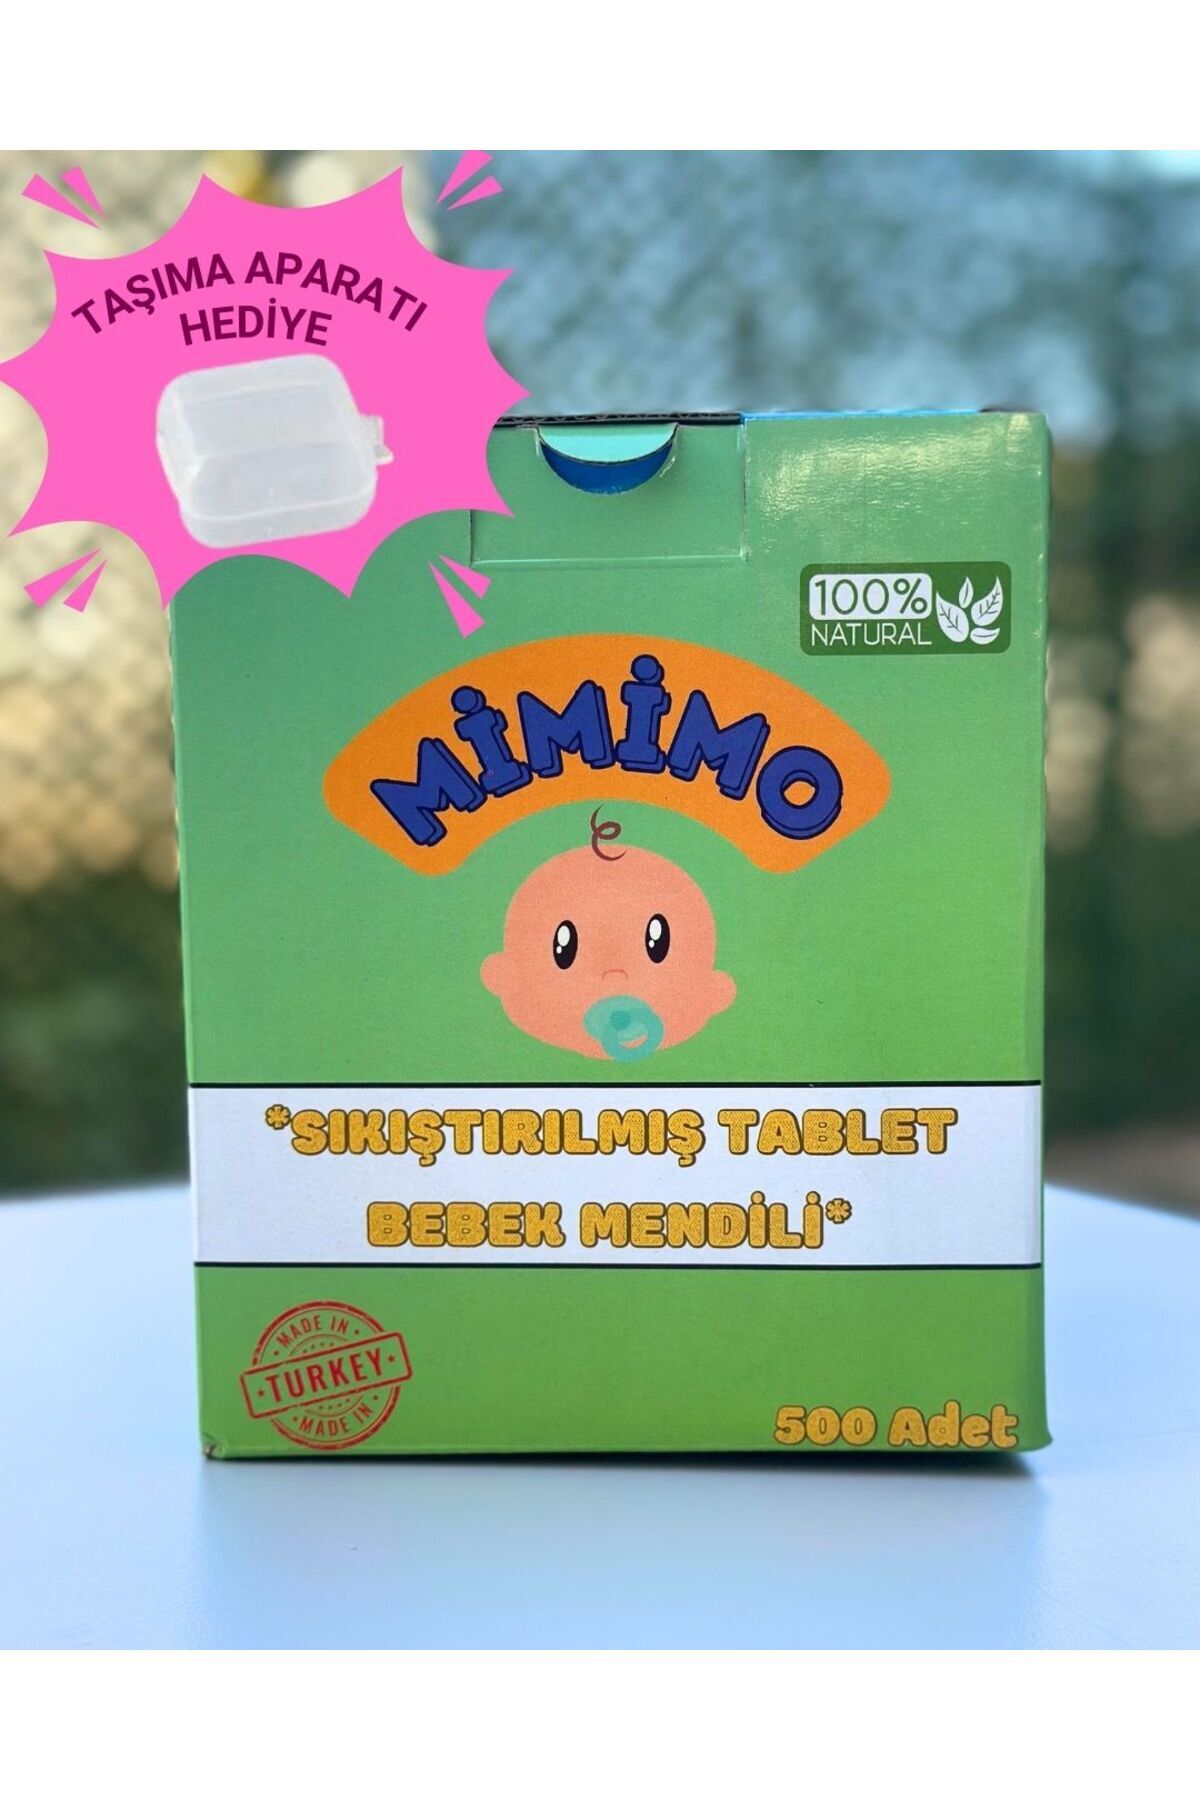 TAŞIMA APARATI
HEDİYE
100%
NATURAL
MİMİMO
*SIKIŞTIRILMIŞ TABLET
BEBEK MENDİLİ*
MADE IN
TURKEY
MADE IN
500 Adet